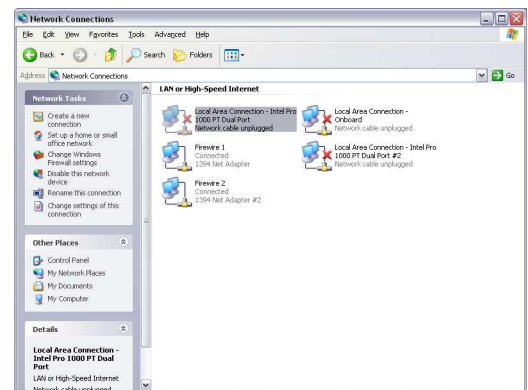 Network Connections
File Edit View Favorites Tools Advanced Help
Back Search Folders
Address Network Connections Go
Network Tasks
Create a new
connection
Set up a home or small
office network
Change Windows
Firewall settings
Disable this network
device
Rename this connection
Change settings of this
connection
Other Places
Control Panel
My Network Places
My Documents
My Computer
Details
Local Area Connection -
Intel Pro 1000 PT Dual
Port
LAN or High-Speed Internet
Network cable unplugged
LAN or High-Speed Internet
Local Area Connection - Intel Pro
1000 PT Dual Port
Network cable unplugged
Local Area Connection -
Onboard
Network cable unplugged
Firewire 1
Connected
1394 Net Adapter
Local Area Connection - Intel Pro
1000 PT Dual Port #2
Network cable unplugged
Firewire 2
Connected
1394 Net Adapter #2